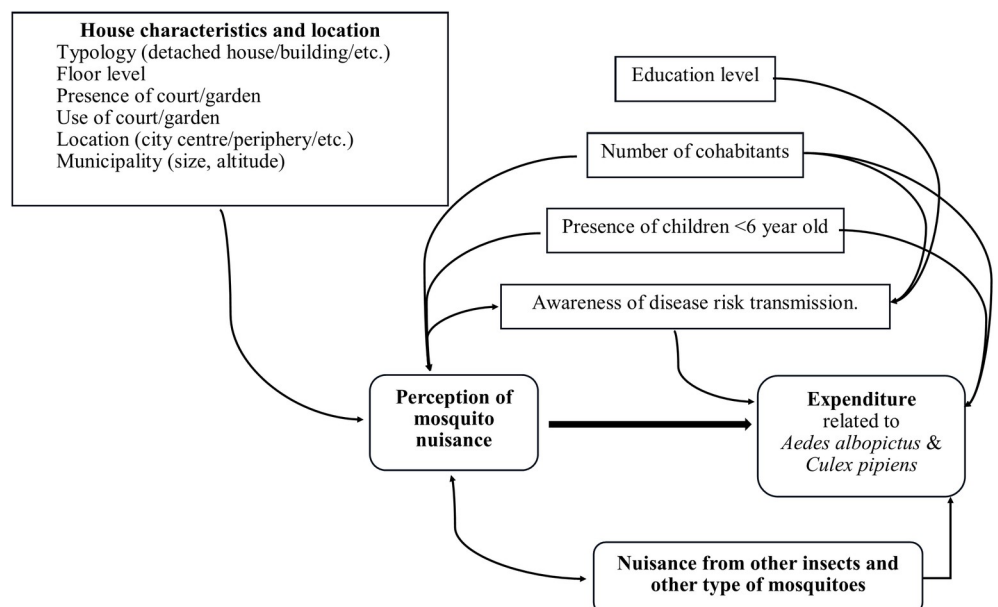 House characteristics and location
Typology (detached house/building/etc.)
Floor level
Presence of court/garden
Use of court/garden
Location (city centre/periphery/etc.)
Municipality (size, altitude)
Education level
Number of cohabitants
Presence of children <6 year old
Awareness of disease risk transmission.
Perception of
mosquito
nuisance
Expenditure
related to
Aedes albopictus &
Culex pipiens
Nuisance from other insects and
other type of mosquitoes